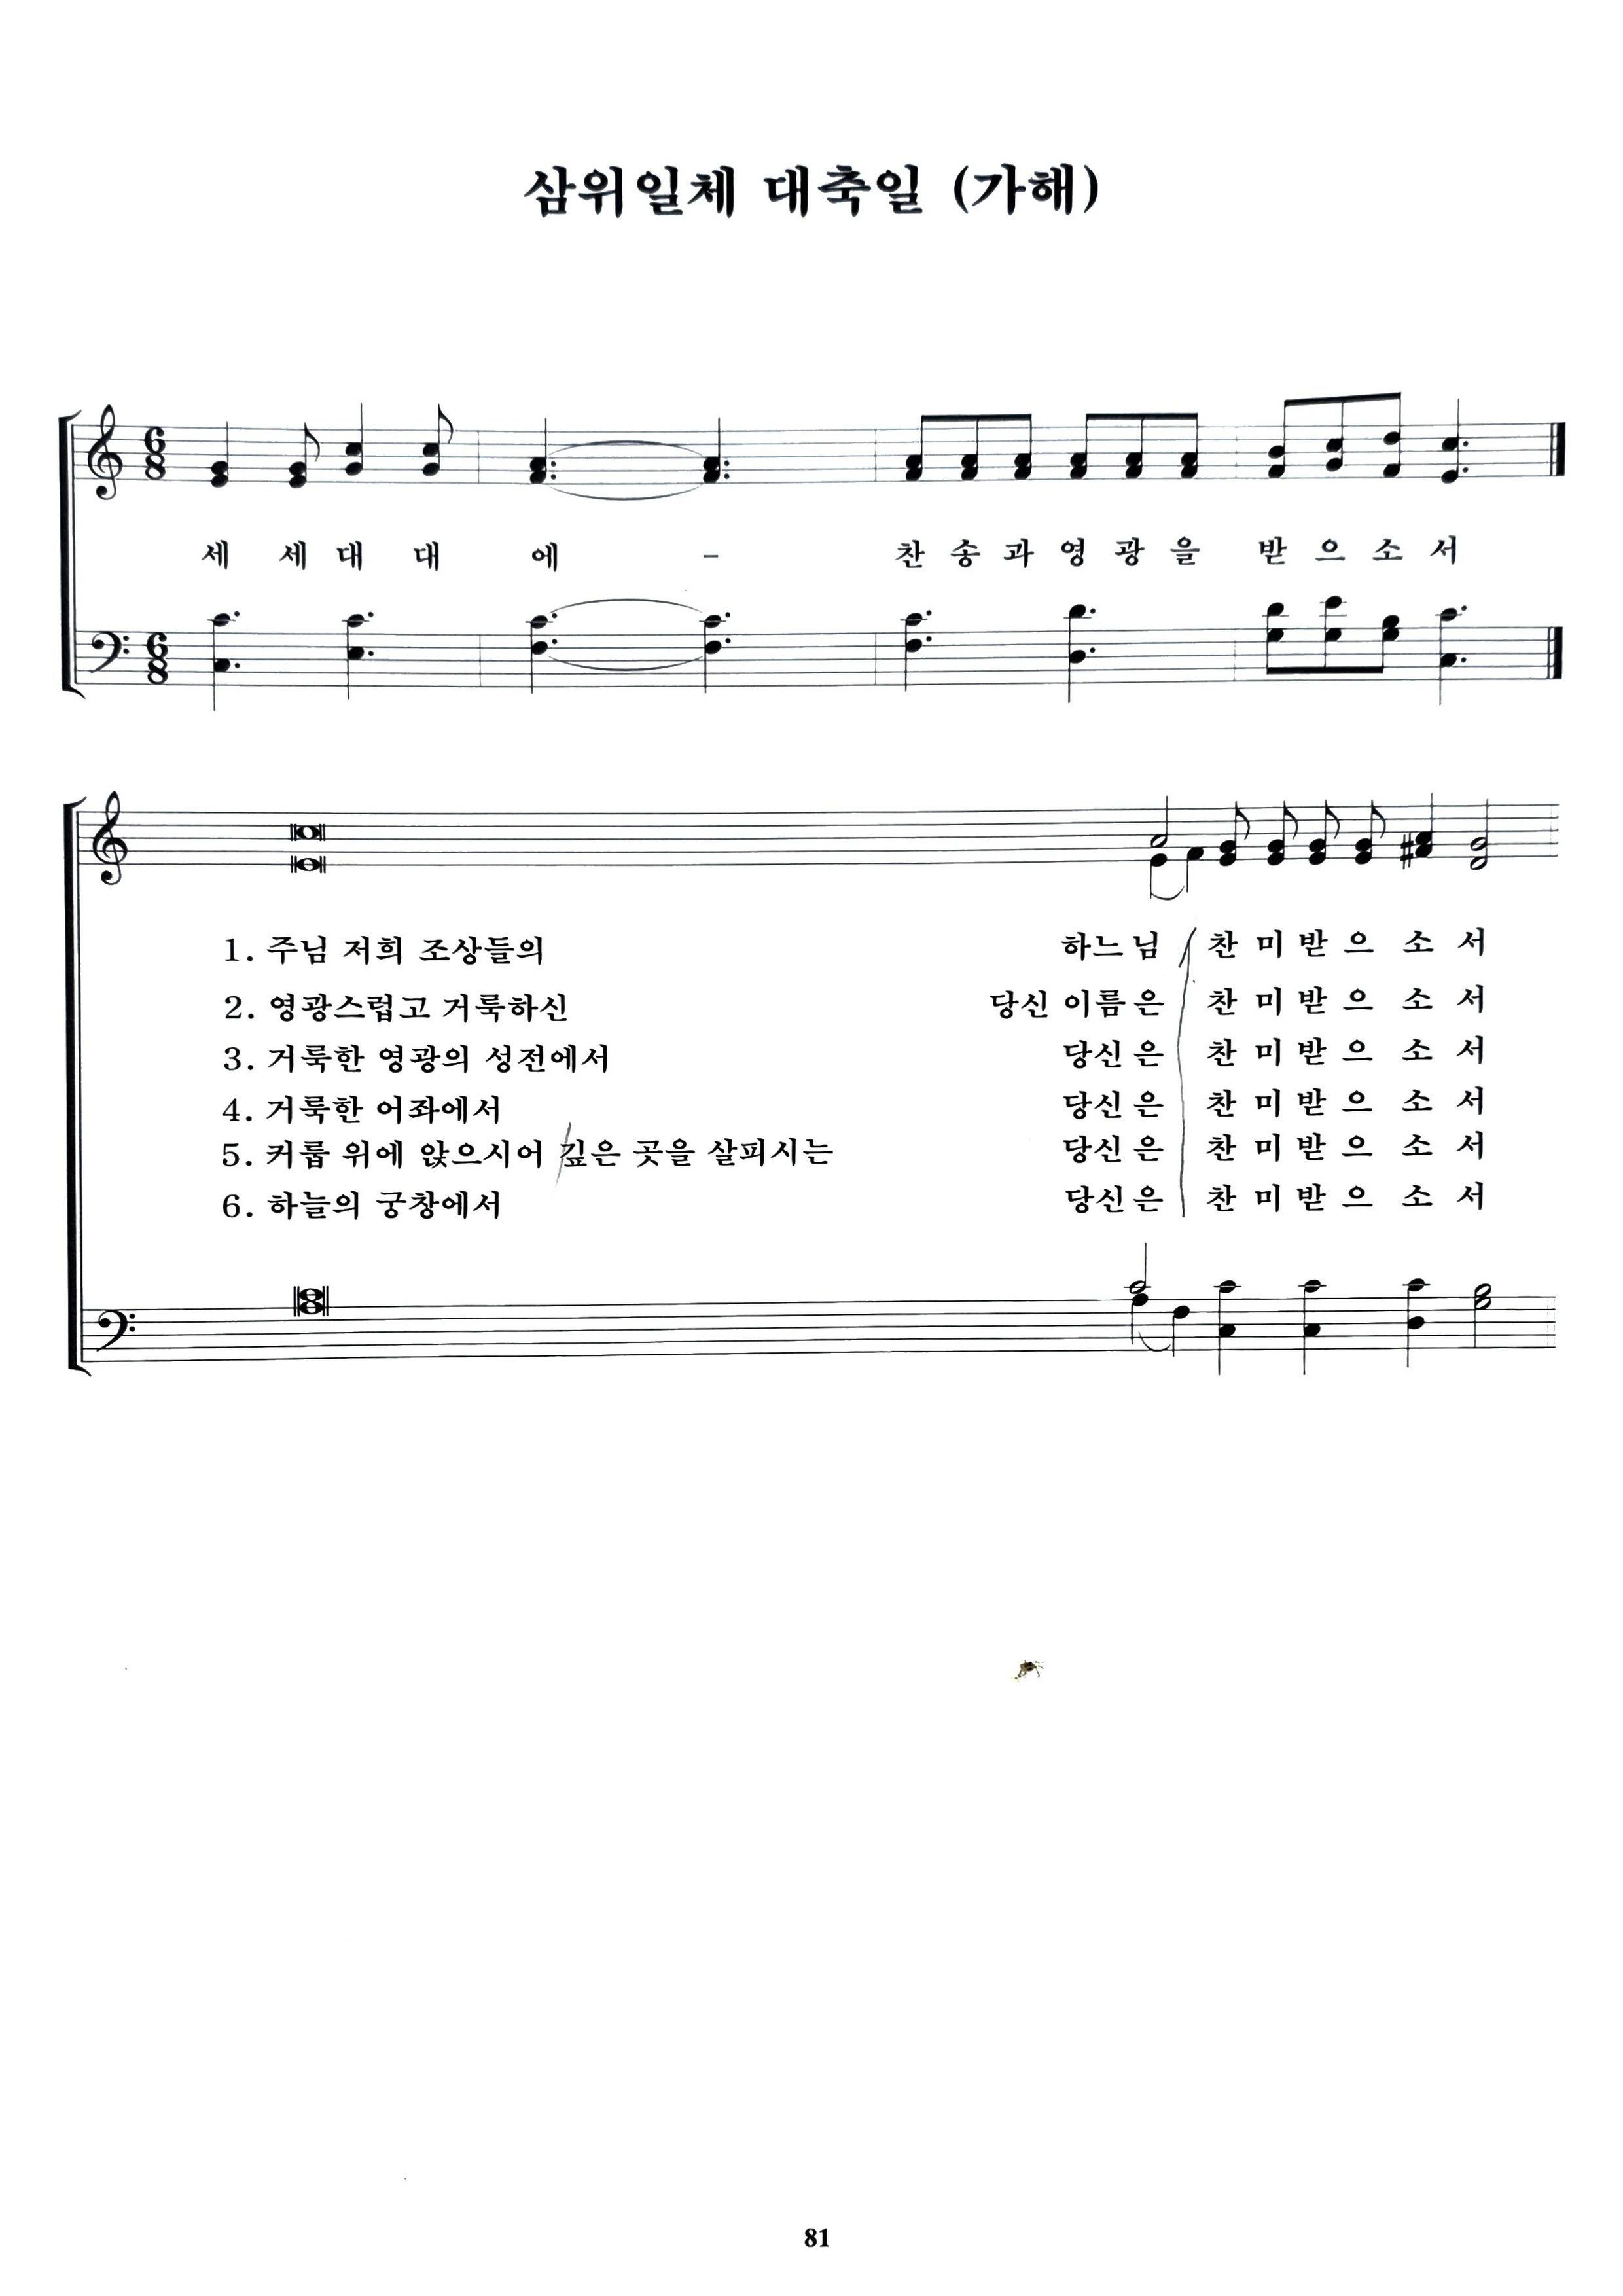 삼위일체 대축일 (가해)
6 8
세 세 대 대 에 – 찬 송 과 영 광 을 받 으 소 서
6 8
1. 주님 저희 조상들의 하느님 찬 미 받 으 소 서
2. 영광스럽고 거룩하신 당신 이름은 찬 미 받 으 소 서
3. 거룩한 영광의 성전에서 당신은 찬 미 받 으 소 서
4. 거룩한 어좌에서 당신은 찬 미 받 으 소 서
5. 커룹 위에 앉으시어 깊은 곳을 살피시는 당신은 찬 미 받 으 소 서
6. 하늘의 궁창에서 당신은 찬 미 받 으 소 서
81